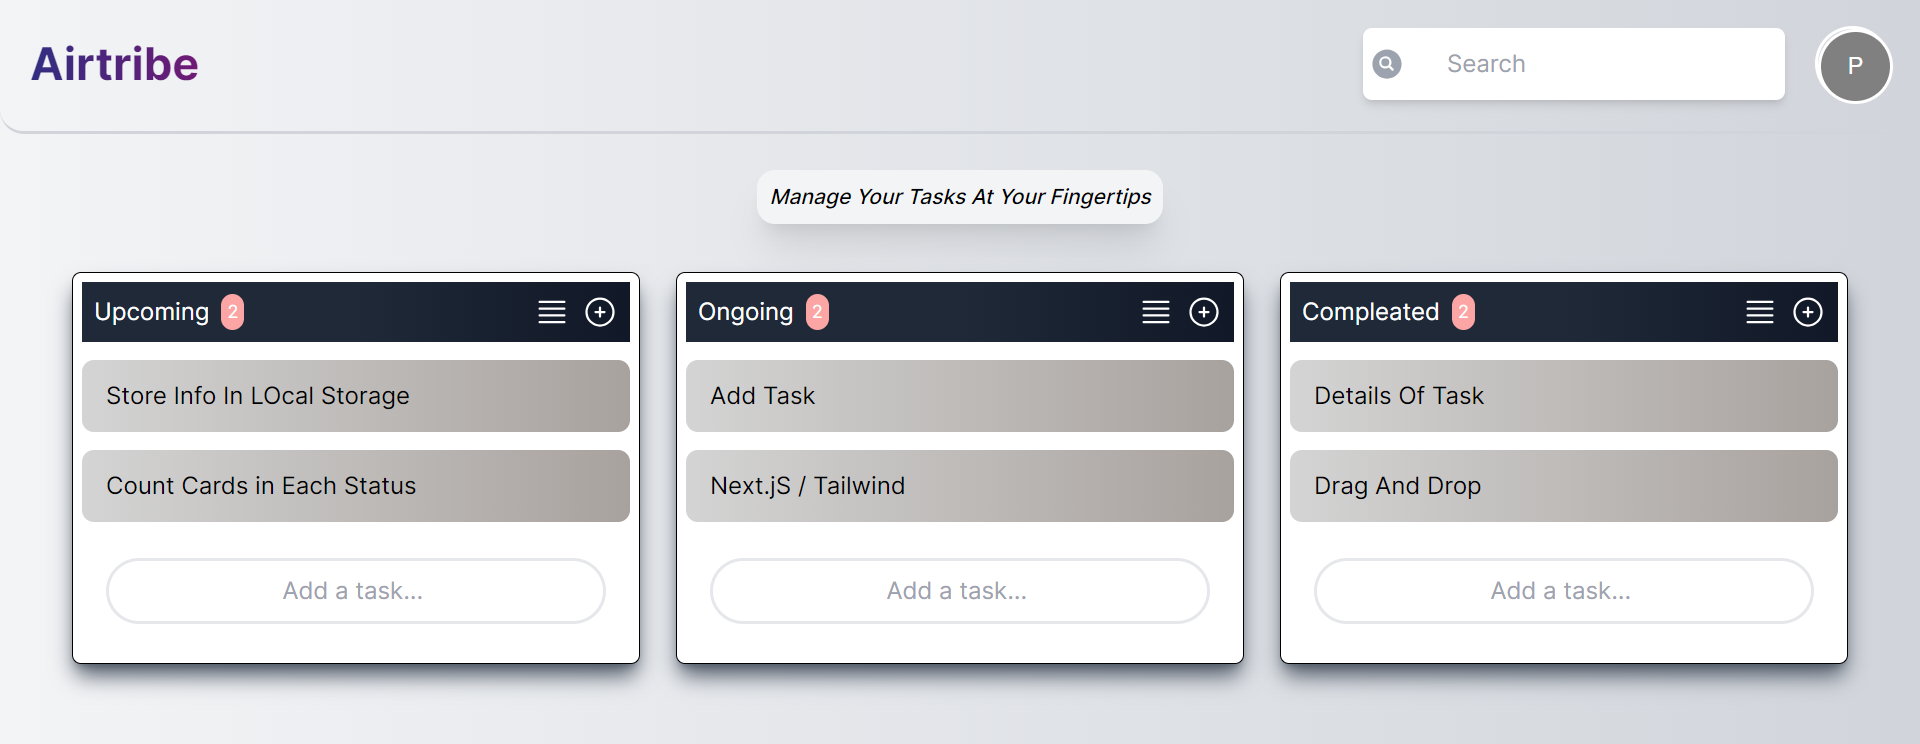 Airtribe
Search
P
Manage Your Tasks At Your Fingertips
Upcoming 2
Store Info In LOcal Storage
Count Cards in Each Status
Add a task...
Ongoing 2
Add Task
Next.jS / Tailwind
Add a task...
Compleated 2
Details Of Task
Drag And Drop
Add a task...